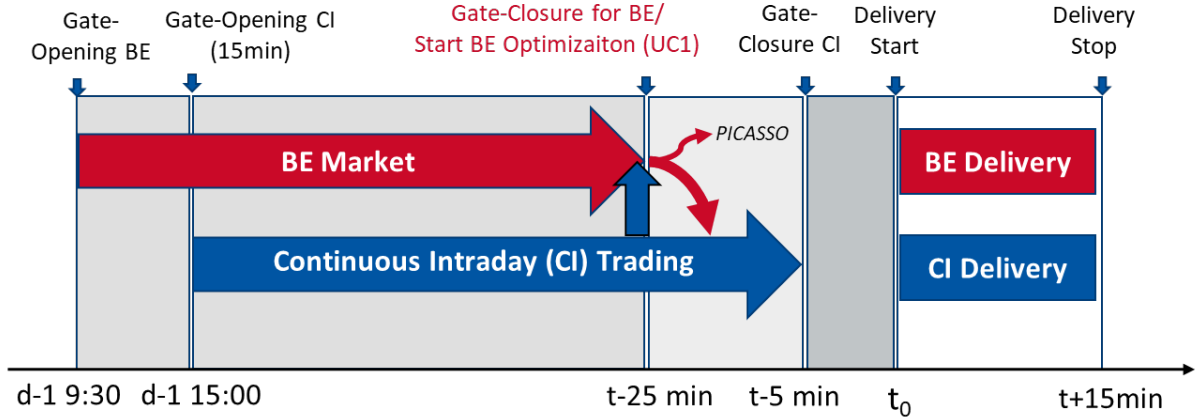 Gate-
Opening BE
Gate-Opening CI
(15min)
Gate-Closure for BE/
Start BE Optimizaiton (UC1)
Gate-
Closure CI
Delivery
Start
Delivery
Stop
BE Market
PICASSO
BE Delivery
Continuous Intraday (CI) Trading
CI Delivery
d-1 9:30
d-1 15:00
t-25 min
t-5 min
t0
t+15min